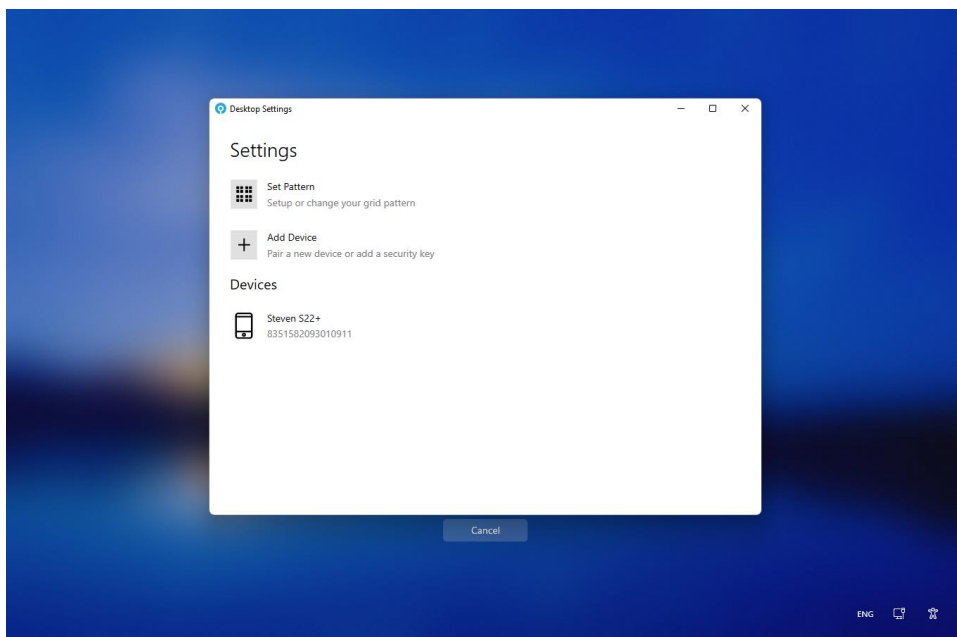 Desktop Settings
Settings
Set Pattern
Setup or change your grid pattern
Add Device
Pair a new device or add a security key
Devices
Steven S22+
8351582093010911
Cancel
ENG